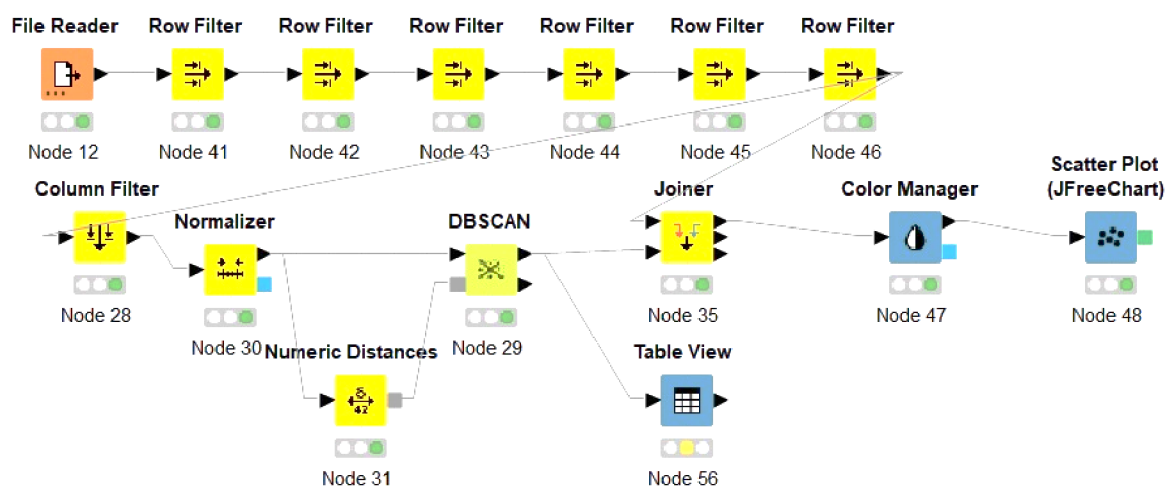 File Reader Row Filter Row Filter Row Filter Row Filter Row Filter Row Filter
Node 12 Node 41 Node 42 Node 43 Node 44 Node 45 Node 46
Column Filter Normalizer DBSCAN Joiner Color Manager Scatter Plot
(JFreeChart)
Node 28 Node 30 Node 29 Node 35 Node 47 Node 48
Numeric Distances Table View
δ
42
Node 31 Node 56